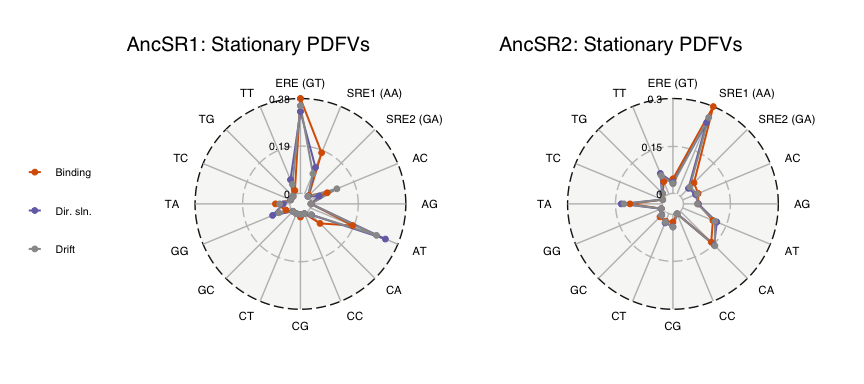 AncSR1: Stationary PDFVs
AncSR2: Stationary PDFVs
ERE (GT)
SRE1 (AA)
SRE2 (GA)
AC
AG
AT
CA
CC
CG
CT
GC
GG
TA
TC
TG
TT
0.38
0.19
0
ERE (GT)
SRE1 (AA)
SRE2 (GA)
AC
AG
AT
CA
CC
CG
CT
GC
GG
TA
TC
TG
TT
0.3
0.15
0
Binding
Dir. sln.
Drift